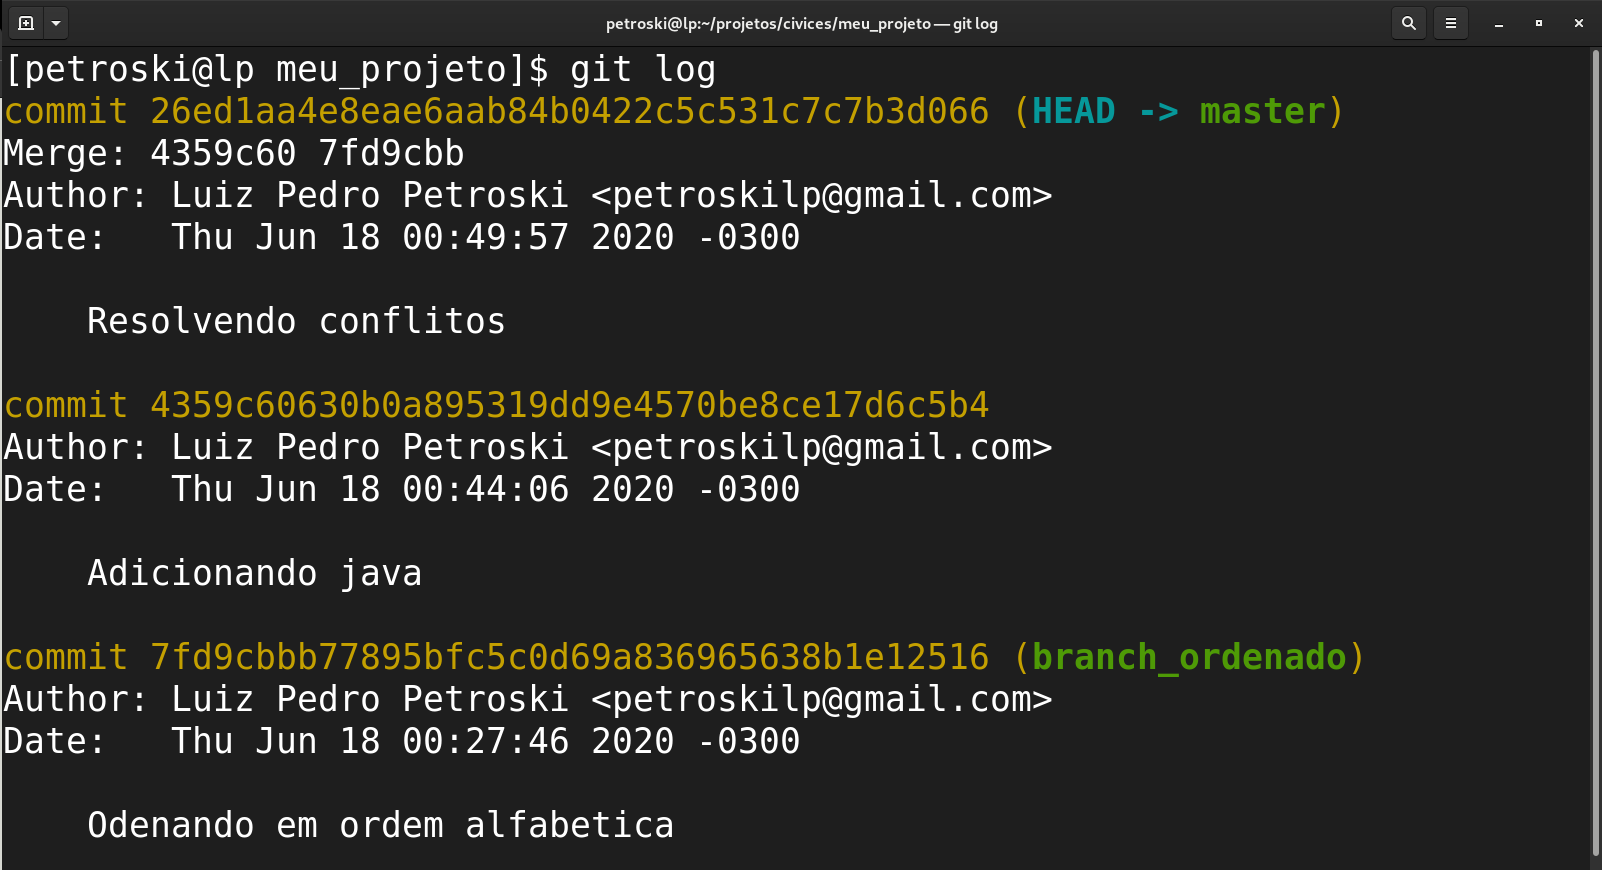 petroski@lp:~/projetos/civices/meu_projeto — git log
[petroski@lp meu_projeto]$ git log
commit 26ed1aa4e8eae6aab84b0422c5c531c7c7b3d066 (HEAD -> master)
Merge: 4359c60 7fd9cbb
Author: Luiz Pedro Petroski <petroskilp@gmail.com>
Date:   Thu Jun 18 00:49:57 2020 -0300
    Resolvendo conflitos
commit 4359c60630b0a895319dd9e4570be8ce17d6c5b4
Author: Luiz Pedro Petroski <petroskilp@gmail.com>
Date:   Thu Jun 18 00:44:06 2020 -0300
    Adicionando java
commit 7fd9cbbb77895bfc5c0d69a836965638b1e12516 (branch_ordenado)
Author: Luiz Pedro Petroski <petroskilp@gmail.com>
Date:   Thu Jun 18 00:27:46 2020 -0300
    Odenando em ordem alfabetica